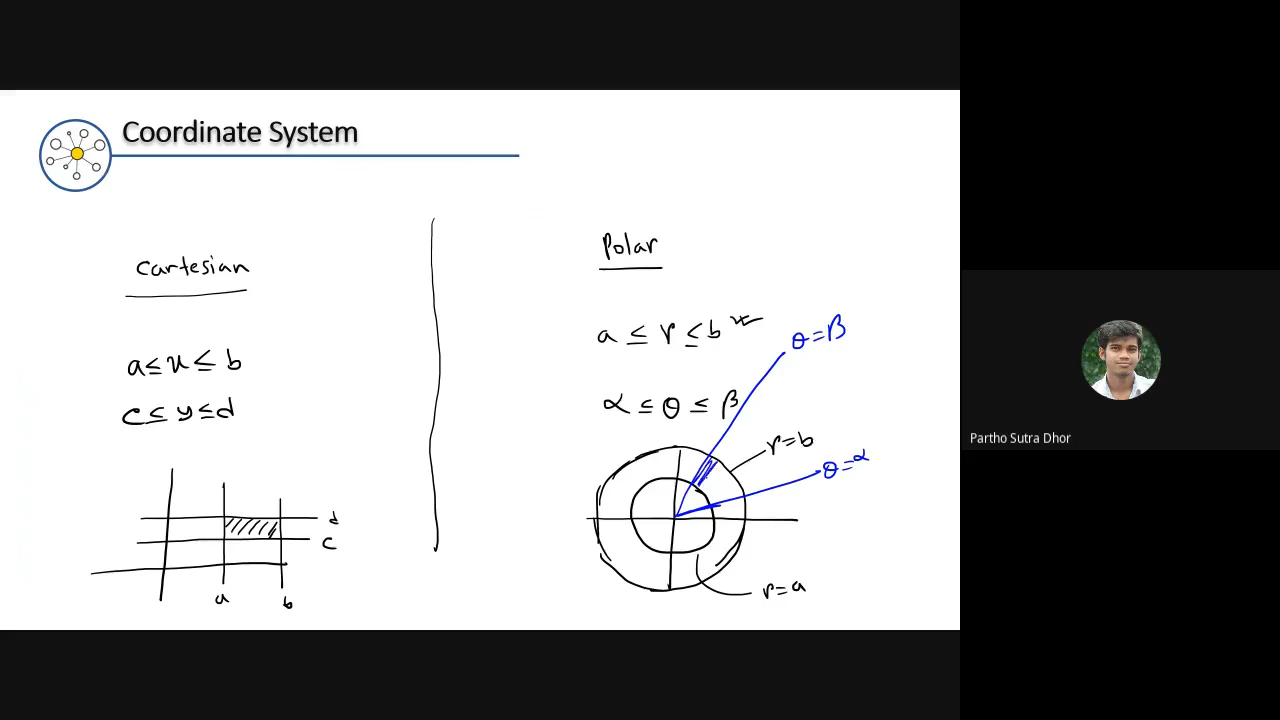 Coordinate System
Cartesian
a ≤ x ≤ b
c ≤ y ≤ d
d
c
a
b
Polar
a ≤ r ≤ b
α ≤ θ ≤ β
θ=β
r=b
θ=α
r=a
Partho Sutra Dhor